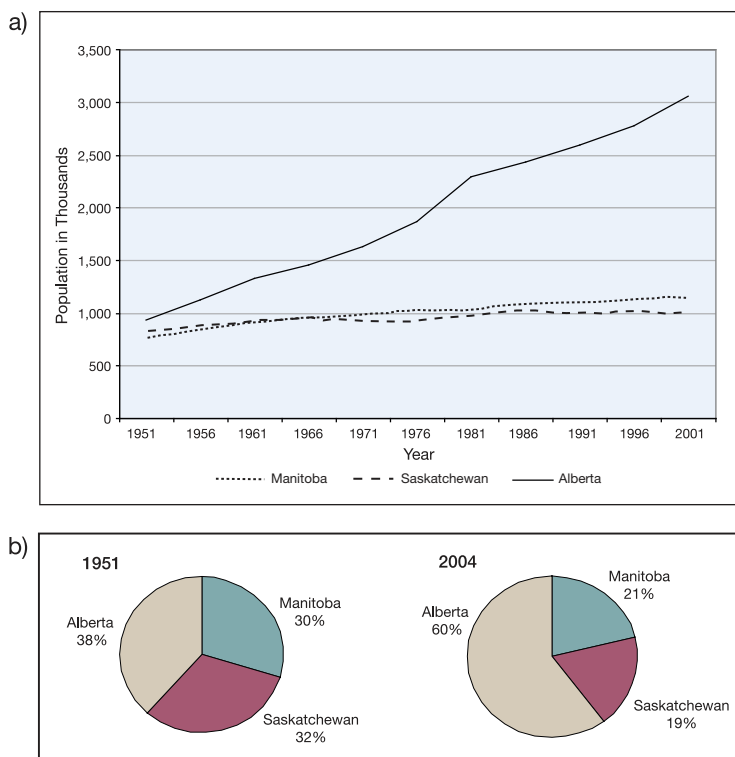 a)
3,500
3,000
2,500
2,000
1,500
1,000
500
0
Population in Thousands
1951 1956 1961 1966 1971 1976 1981 1986 1991 1996 2001
Year
Manitoba Saskatchewan Alberta
b)
1951
Alberta
38%
Manitoba
30%
Saskatchewan
32%
2004
Alberta
60%
Manitoba
21%
Saskatchewan
19%